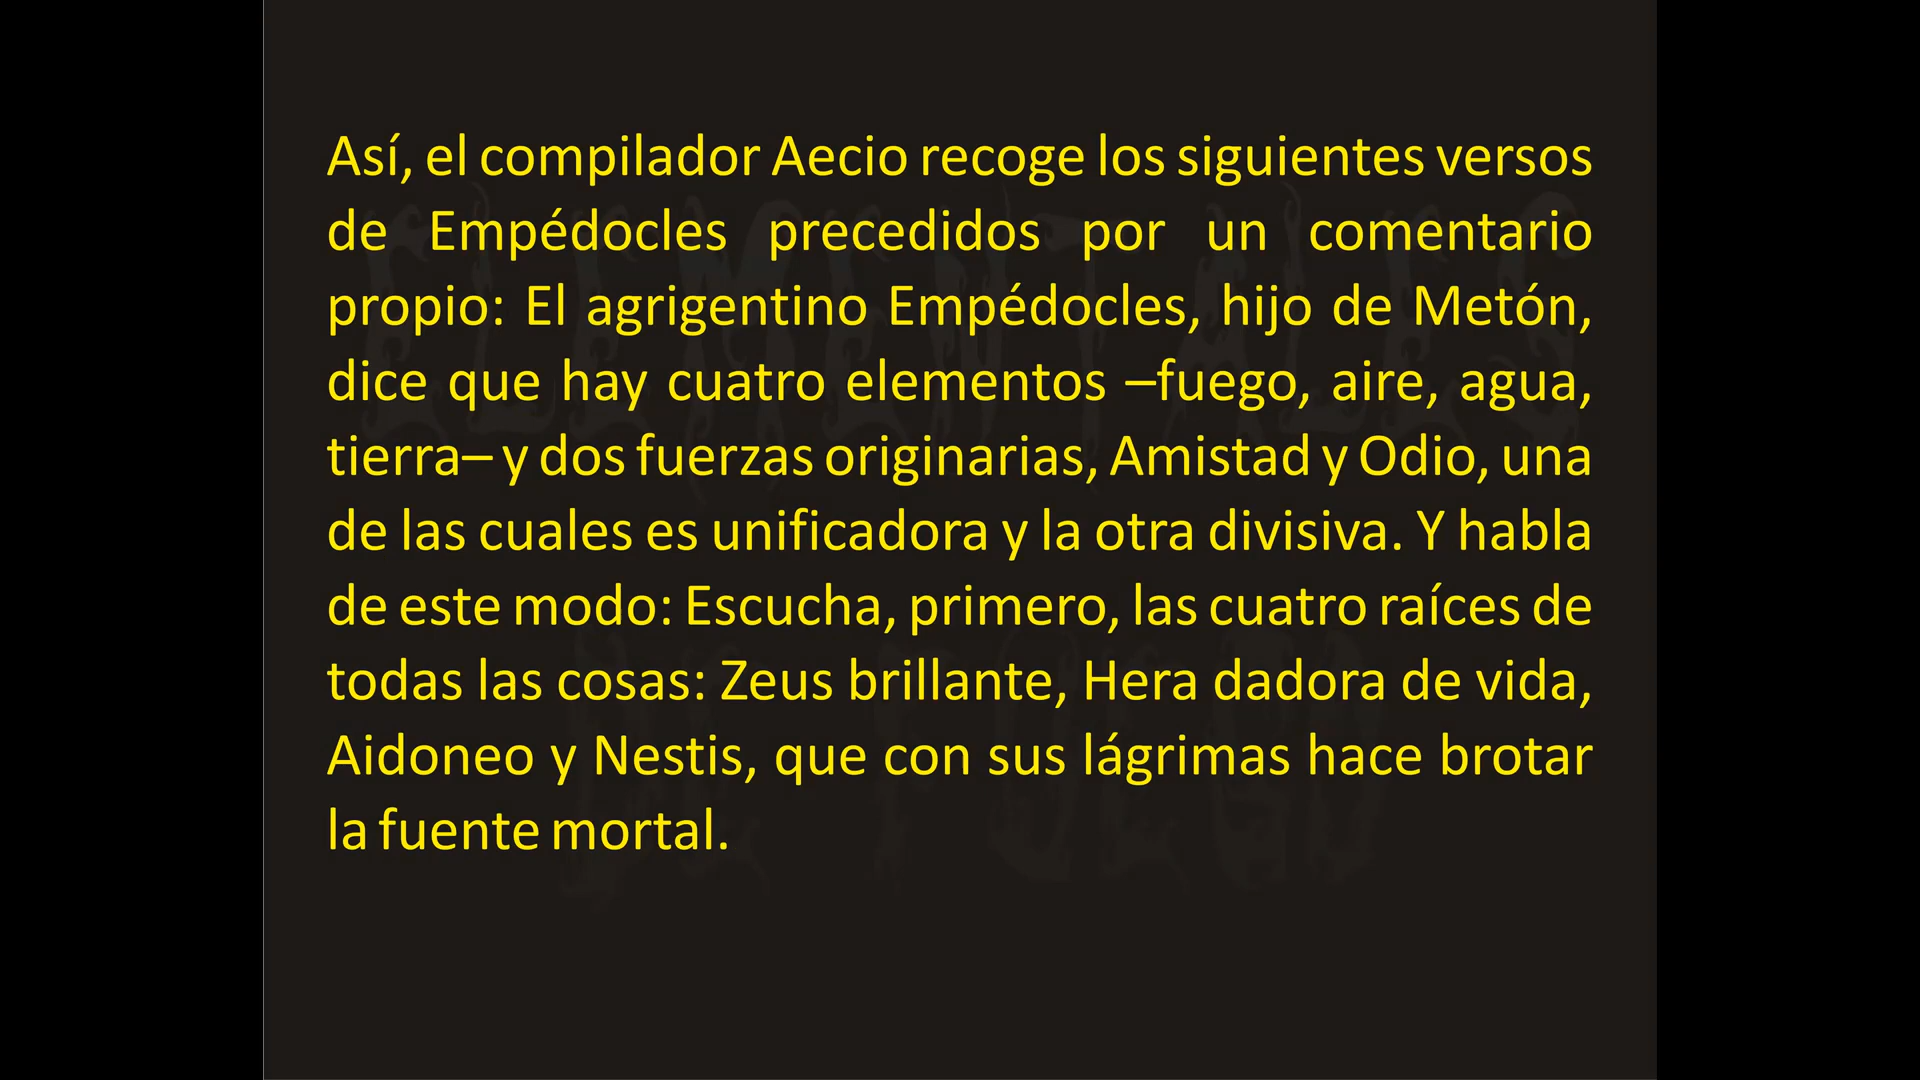 Así, el compilador Aecio recoge los siguientes versos
de Empédocles precedidos por un comentario
propio: El agrigentino Empédocles, hijo de Metón,
dice que hay cuatro elementos –fuego, aire, agua,
tierra– y dos fuerzas originarias, Amistad y Odio, una
de las cuales es unificadora y la otra divisiva. Y habla
de este modo: Escucha, primero, las cuatro raíces de
todas las cosas: Zeus brillante, Hera dadora de vida,
Aidoneo y Nestis, que con sus lágrimas hace brotar
la fuente mortal.